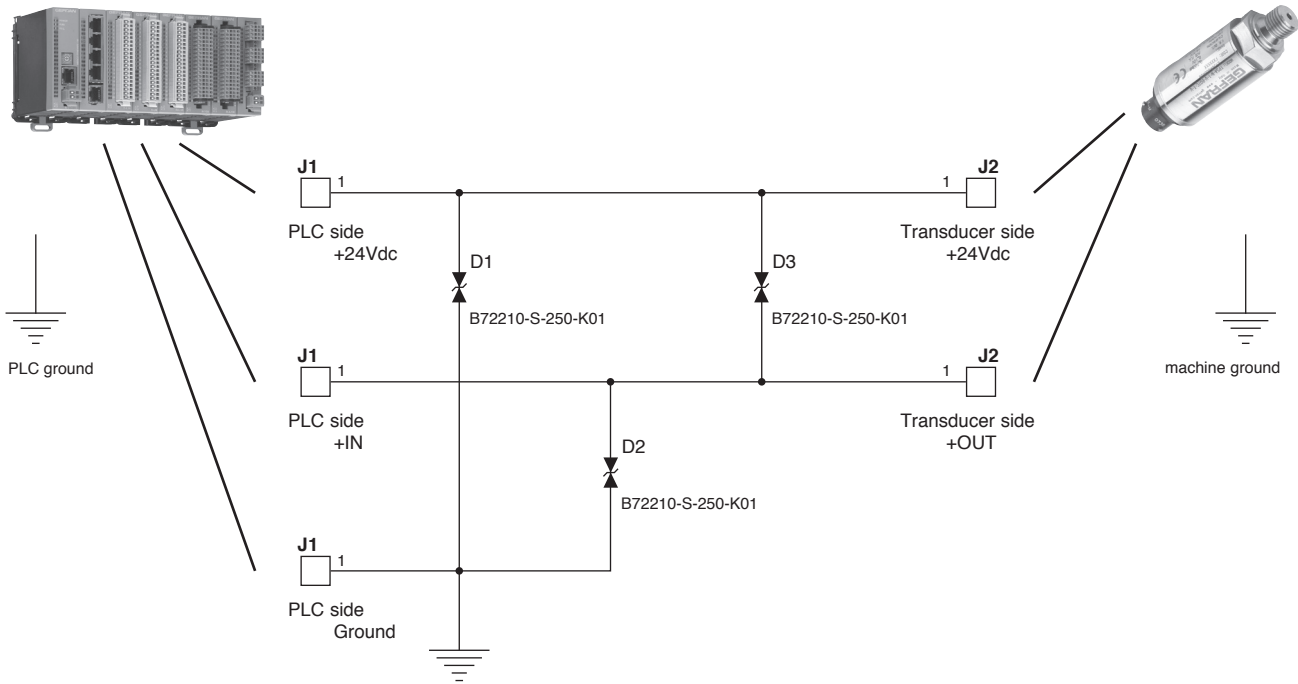 GEFRAN
J1
1
PLC side
+24Vdc
1
J2
Transducer side
+24Vdc
D1
B72210-S-250-K01
D3
B72210-S-250-K01
PLC ground
machine ground
J1
1
PLC side
+IN
1
J2
Transducer side
+OUT
D2
B72210-S-250-K01
J1
1
PLC side
Ground